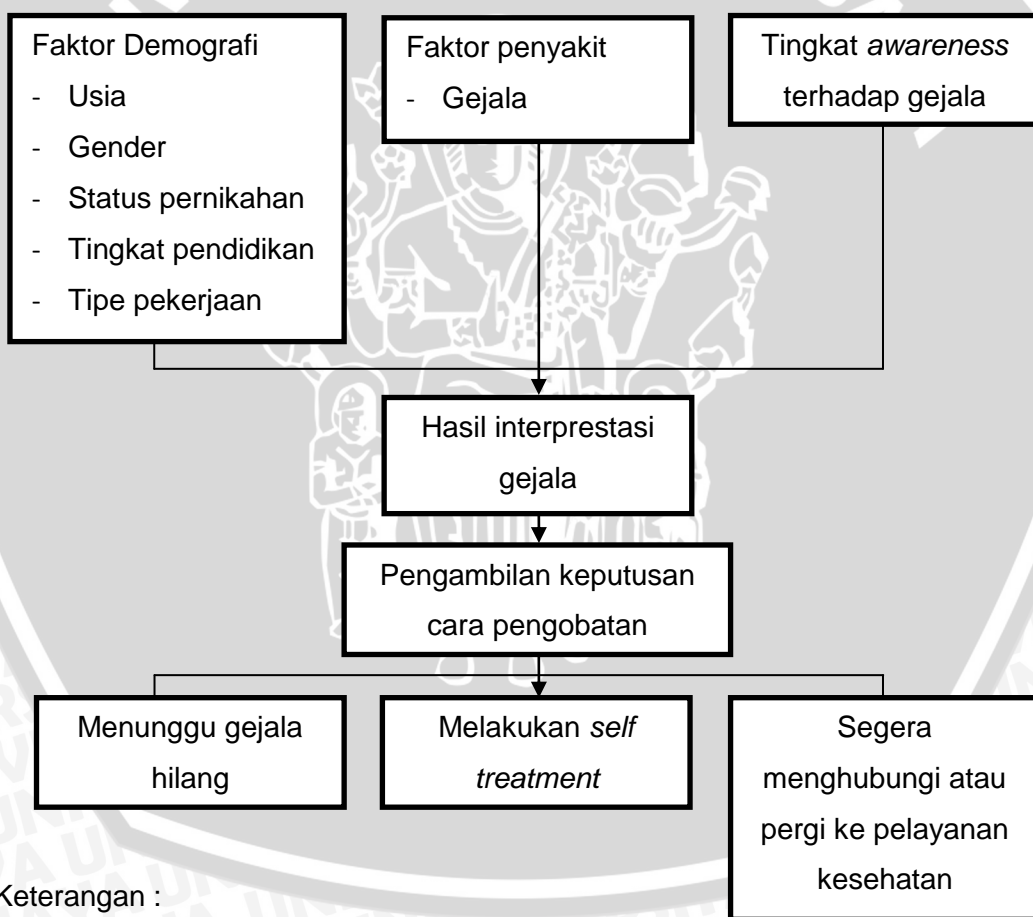 Faktor Demografi
- Usia
- Gender
- Status pernikahan
- Tingkat pendidikan
- Tipe pekerjaan
Faktor penyakit
- Gejala
Tingkat awareness
terhadap gejala
Hasil interprestasi
gejala
Pengambilan keputusan
cara pengobatan
Menunggu gejala
hilang
Melakukan self
treatment
Segera
menghubungi atau
pergi ke pelayanan
kesehatan
Keterangan :